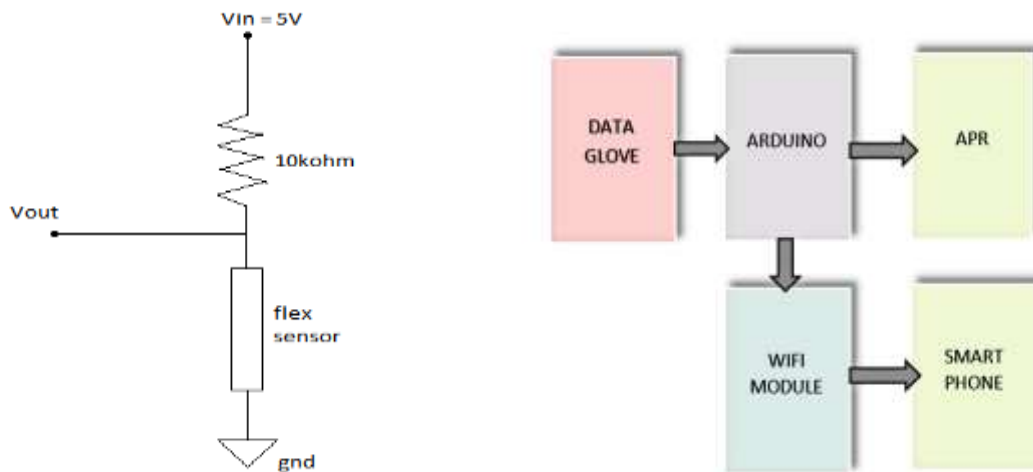 Vin = 5V
10kohm
Vout
flex
sensor
gnd
DATA
GLOVE
ARDUINO
APR
WIFI
MODULE
SMART
PHONE